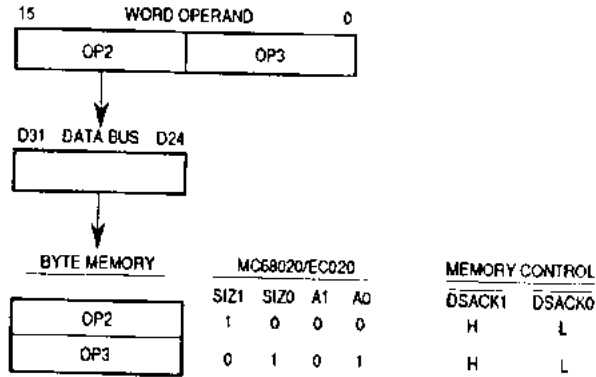 15 WORD OPERAND 0
OP2 OP3
D31 DATA BUS D24
BYTE MEMORY MC68020/EC020 MEMORY CONTROL
SIZ1 SIZ0 A1 A0 DSACK1 DSACK0
OP2 1 0 0 0 H L
OP3 0 1 0 1 H L